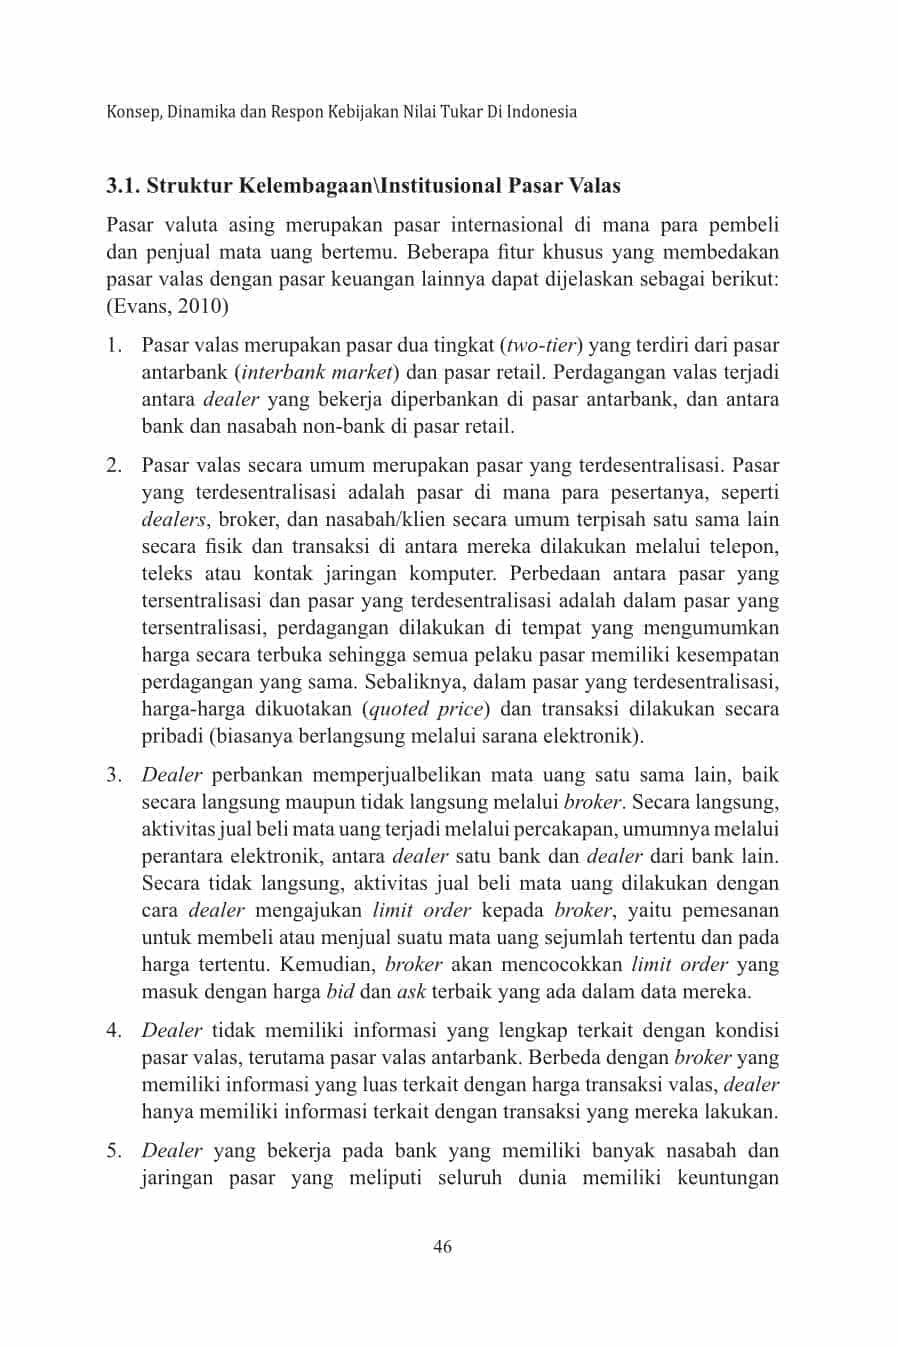 Konsep, Dinamika dan Respon Kebijakan Nilai Tukar Di Indonesia
3.1. Struktur Kelembagaan\Institusional Pasar Valas
Pasar valuta asing merupakan pasar internasional di mana para pembeli
dan penjual mata uang bertemu. Beberapa fitur khusus yang membedakan
pasar valas dengan pasar keuangan lainnya dapat dijelaskan sebagai berikut:
(Evans, 2010)
1. Pasar valas merupakan pasar dua tingkat (two-tier) yang terdiri dari pasar
antarbank (interbank market) dan pasar retail. Perdagangan valas terjadi
antara dealer yang bekerja diperbankan di pasar antarbank, dan antara
bank dan nasabah non-bank di pasar retail.
2. Pasar valas secara umum merupakan pasar yang terdesentralisasi. Pasar
yang terdesentralisasi adalah pasar di mana para pesertanya, seperti
dealers, broker, dan nasabah/klien secara umum terpisah satu sama lain
secara fisik dan transaksi di antara mereka dilakukan melalui telepon,
teleks atau kontak jaringan komputer. Perbedaan antara pasar yang
tersentralisasi dan pasar yang terdesentralisasi adalah dalam pasar yang
tersentralisasi, perdagangan dilakukan di tempat yang mengumumkan
harga secara terbuka sehingga semua pelaku pasar memiliki kesempatan
perdagangan yang sama. Sebaliknya, dalam pasar yang terdesentralisasi,
harga-harga dikuotakan (quoted price) dan transaksi dilakukan secara
pribadi (biasanya berlangsung melalui sarana elektronik).
3. Dealer perbankan memperjualbelikan mata uang satu sama lain, baik
secara langsung maupun tidak langsung melalui broker. Secara langsung,
aktivitas jual beli mata uang terjadi melalui percakapan, umumnya melalui
perantara elektronik, antara dealer satu bank dan dealer dari bank lain.
Secara tidak langsung, aktivitas jual beli mata uang dilakukan dengan
cara dealer mengajukan limit order kepada broker, yaitu pemesanan
untuk membeli atau menjual suatu mata uang sejumlah tertentu dan pada
harga tertentu. Kemudian, broker akan mencocokkan limit order yang
masuk dengan harga bid dan ask terbaik yang ada dalam data mereka.
4. Dealer tidak memiliki informasi yang lengkap terkait dengan kondisi
pasar valas, terutama pasar valas antarbank. Berbeda dengan broker yang
memiliki informasi yang luas terkait dengan harga transaksi valas, dealer
hanya memiliki informasi terkait dengan transaksi yang mereka lakukan.
5. Dealer yang bekerja pada bank yang memiliki banyak nasabah dan
jaringan pasar yang meliputi seluruh dunia memiliki keuntungan
46